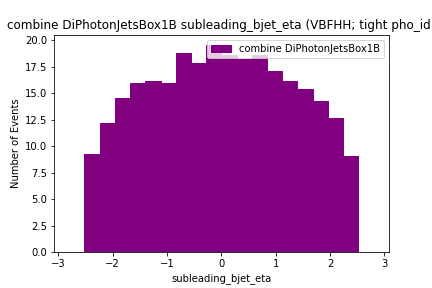 combine DiPhotonJetsBox1B subleading_bjet_eta (VBFHH; tight pho_id
20.0
17.5
15.0
12.5
10.0
7.5
5.0
2.5
0.0
Number of Events
combine DiPhotonJetsBox1B
−3 −2 −1 0 1 2 3
subleading_bjet_eta